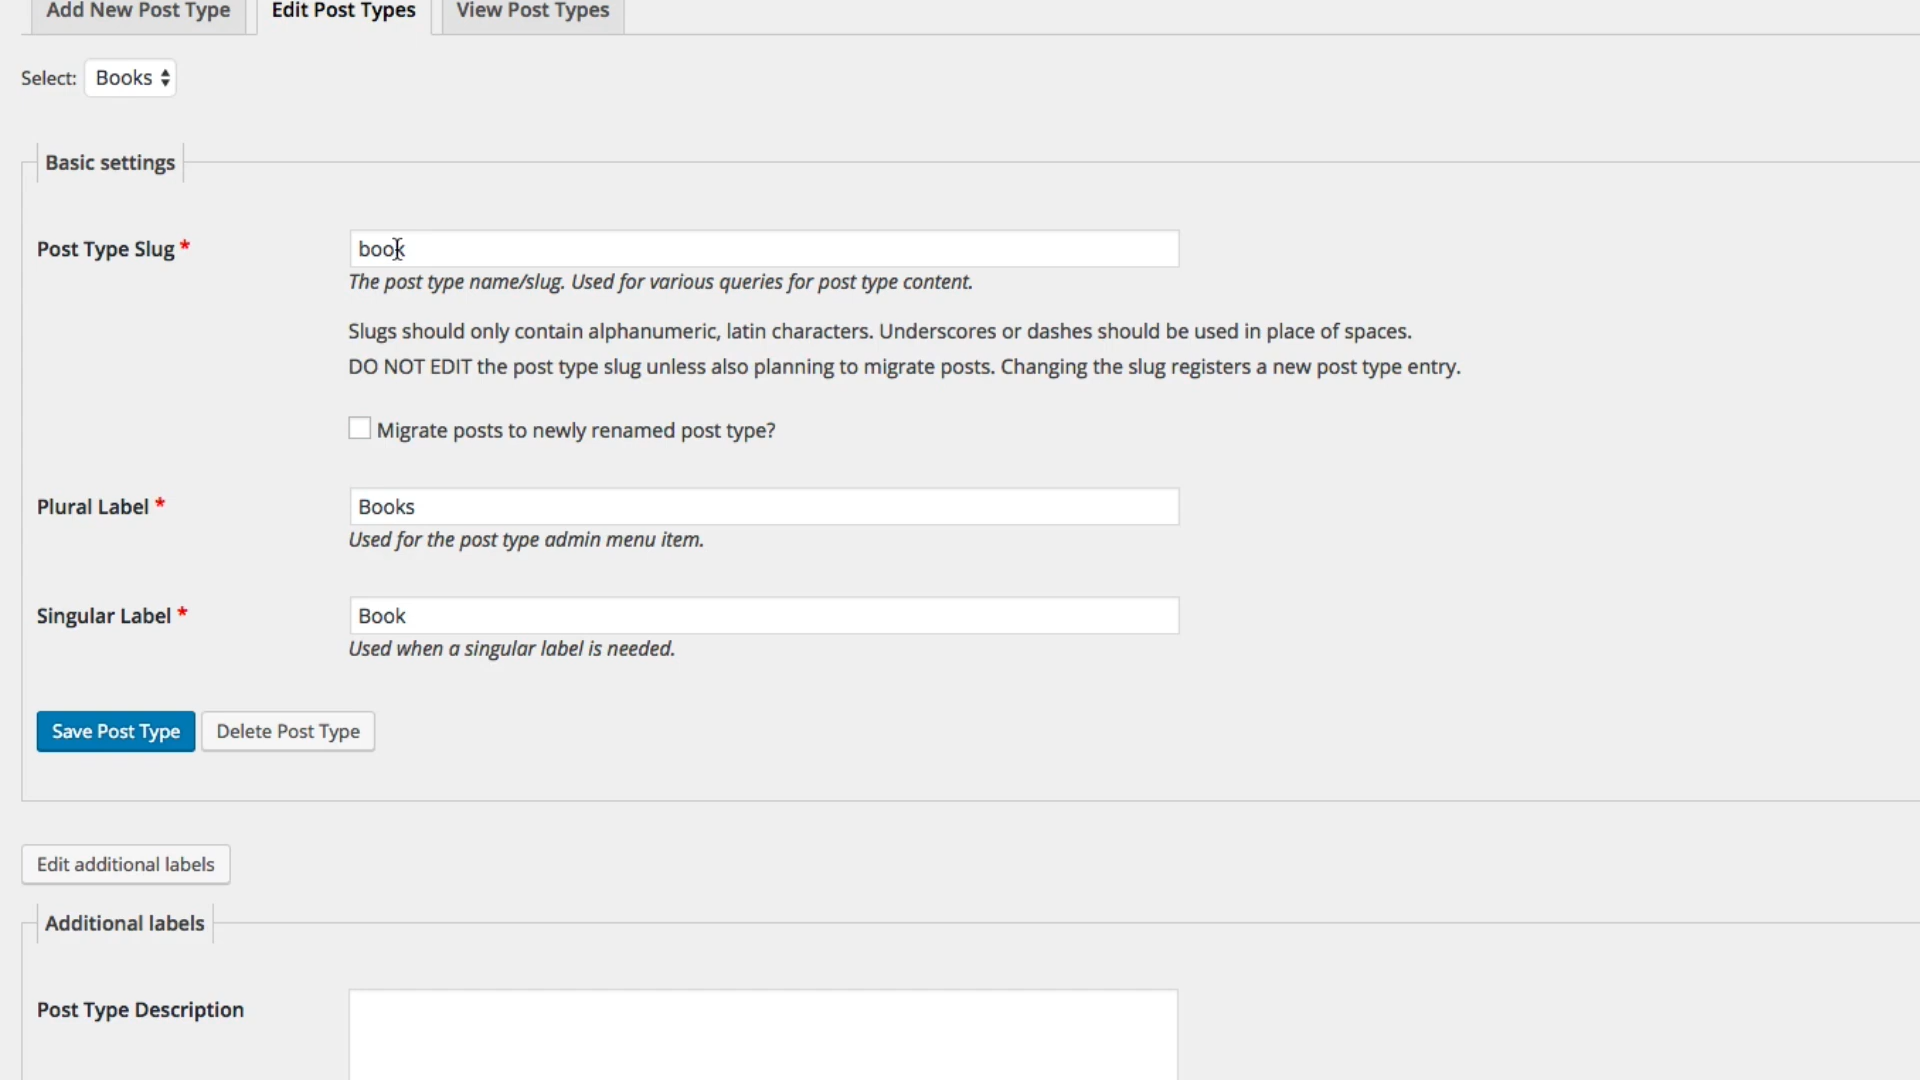 Add New Post Type
Edit Post Types
View Post Types
Select: Books
Basic settings
Post Type Slug *
book
The post type name/slug. Used for various queries for post type content.
Slugs should only contain alphanumeric, latin characters. Underscores or dashes should be used in place of spaces.
DO NOT EDIT the post type slug unless also planning to migrate posts. Changing the slug registers a new post type entry.
Migrate posts to newly renamed post type?
Plural Label *
Books
Used for the post type admin menu item.
Singular Label *
Book
Used when a singular label is needed.
Save Post Type
Delete Post Type
Edit additional labels
Additional labels
Post Type Description